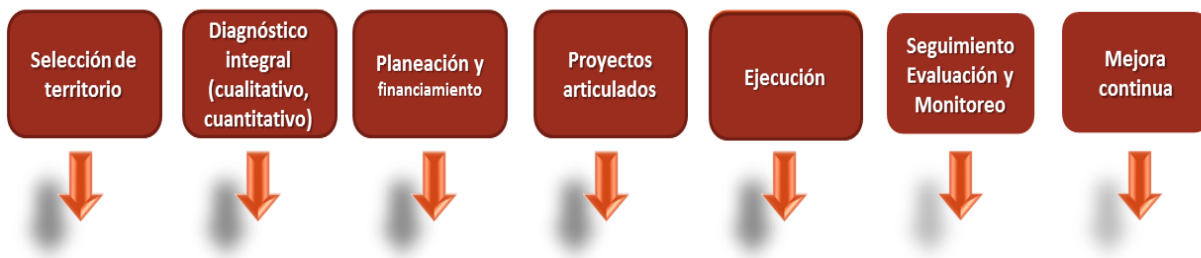 Selección de
territorio
Diagnóstico
integral
(cualitativo,
cuantitativo)
Planeación y
financiamiento
Proyectos
articulados
Ejecución
Seguimiento
Evaluación y
Monitoreo
Mejora
continua